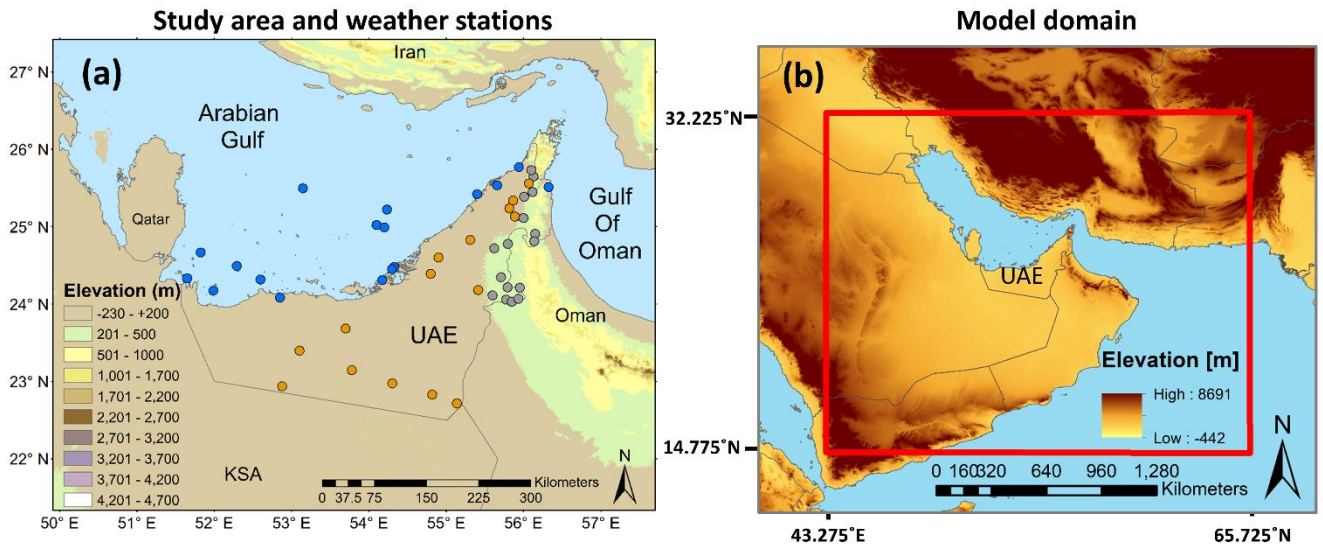 Study area and weather stations
(a)
27° N
26° N
25° N
24° N
23° N
22° N
Iran
Arabian
Gulf
Qatar
Gulf
Of
Oman
Oman
UAE
KSA
Elevation (m)
-230 - +200
201 - 500
501 - 1000
1,001 - 1,700
1,701 - 2,200
2,201 - 2,700
2,701 - 3,200
3,201 - 3,700
3,701 - 4,200
4,201 - 4,700
N
0 37.5 75 150 225 300
Kilometers
50° E 51° E 52° E 53° E 54° E 55° E 56° E 57° E
Model domain
(b)
32.225°N
14.775°N
UAE
Elevation [m]
High : 8691
Low : -442
N
0 160320 640 960 1,280
Kilometers
43.275°E 65.725°N